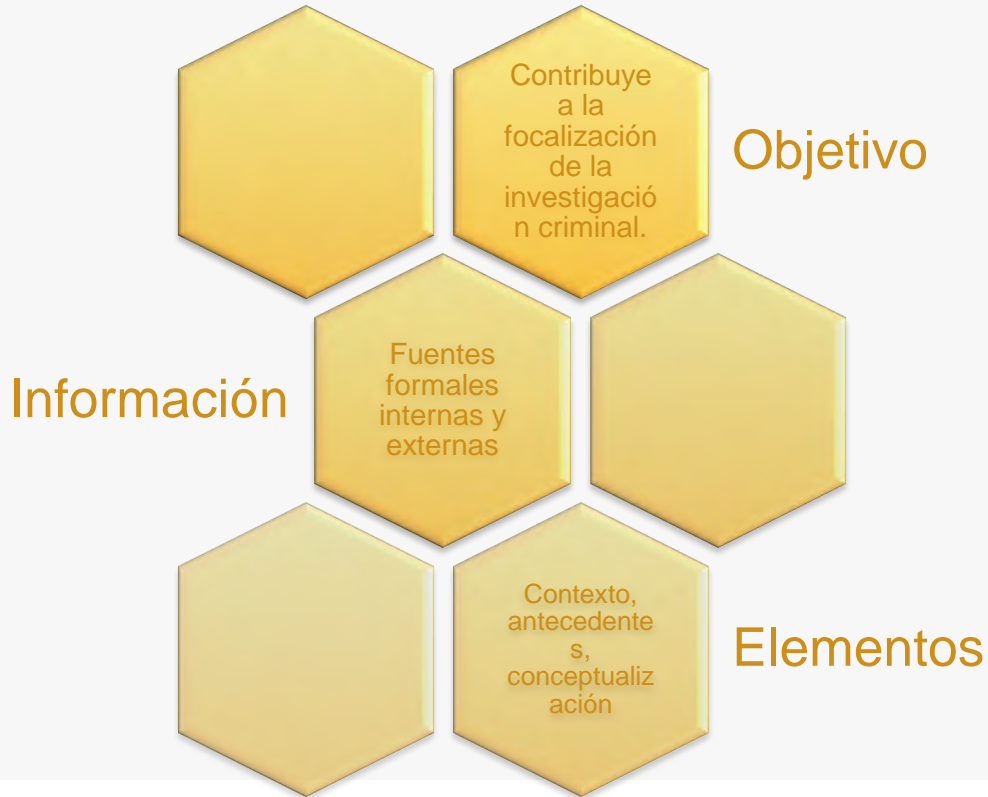 Contribuye
a la
focalización
de la
investigació
n criminal.
Objetivo
Información
Fuentes
formales
internas y
externas
Contexto,
antecedente
s,
conceptualiz
ación
Elementos